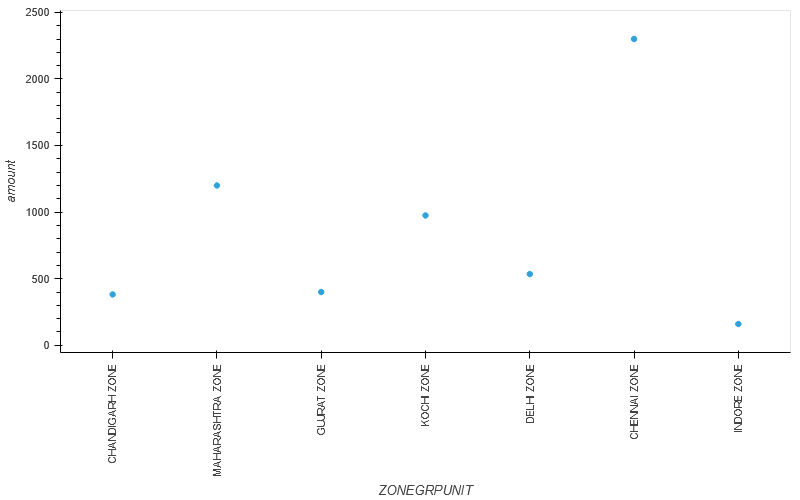 2500
2000
1500
1000
500
0
amount
CHANDIGARH ZONE
MAHARASHTRA ZONE
GUJRAT ZONE
KOCHI ZONE
DELHI ZONE
CHENNAI ZONE
INDORE ZONE
ZONEGRPUNIT